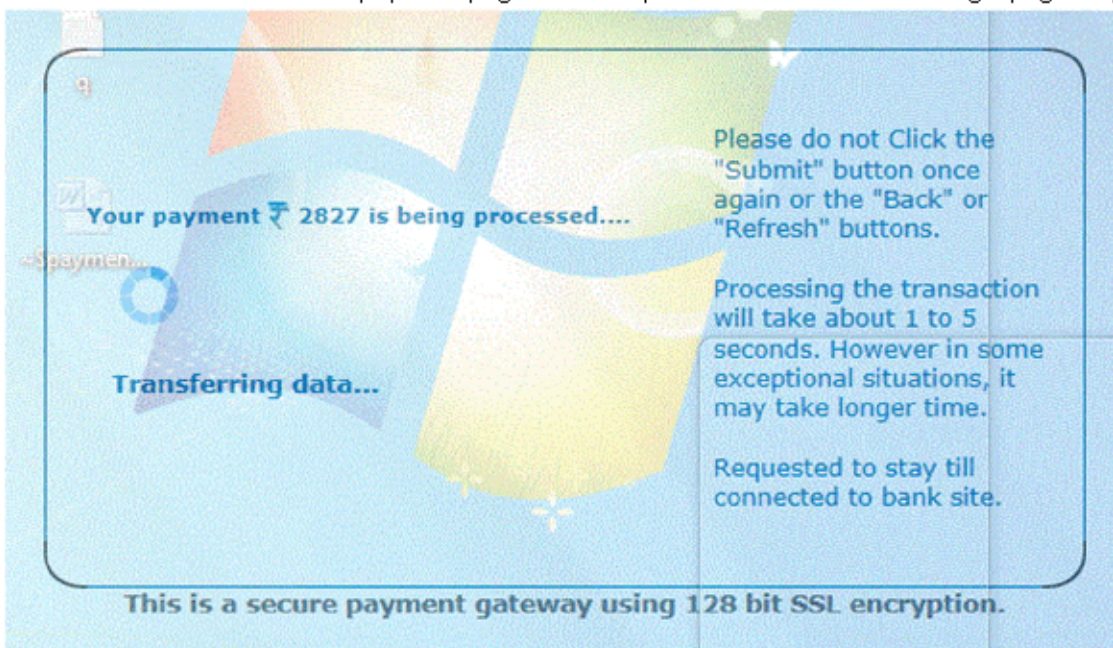 q
Your payment ₹ 2827 is being processed....
~$paymen...
Transferring data...
Please do not Click the
"Submit" button once
again or the "Back" or
"Refresh" buttons.
Processing the transaction
will take about 1 to 5
seconds. However in some
exceptional situations, it
may take longer time.
Requested to stay till
connected to bank site.
This is a secure payment gateway using 128 bit SSL encryption.